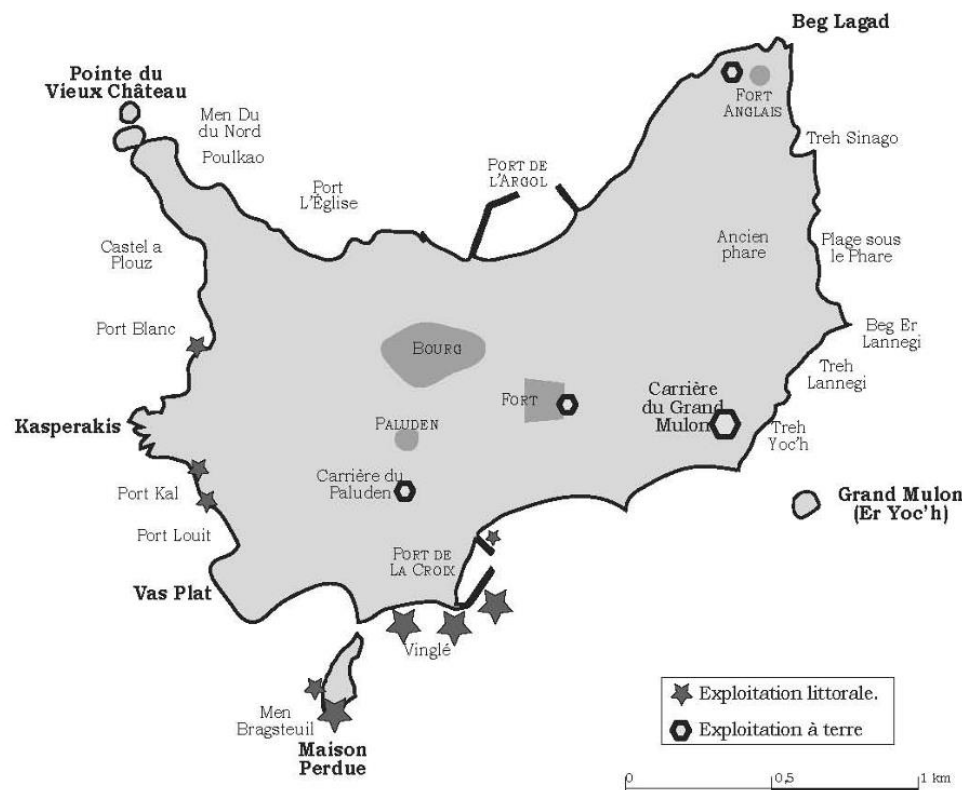 Beg Lagad
Pointe du
Vieux Château
Men Du
du Nord
Poulkao
FORT
ANGLAIS
Treh Sinago
PORT DE
L'ARGOL
Port
L'Église
Castel a
Plouz
Ancien
phare
Plage sous
le Phare
Port Blanc
Beg Er
Lannegi
BOURG
Treh
Lannegi
Carrière
du Grand
Mulon
FORT
Kasperakis
PALUDEN
Treh
Yoc'h
Carrière du
Paluden
Port Kal
Grand Mulon
(Er Yoc'h)
Port Louit
PORT DE
LA CROIX
Vas Plat
Vinglé
Men
Bragsteuil
Maison
Perdue
Exploitation littorale.
Exploitation à terre
0 0,5 1 km